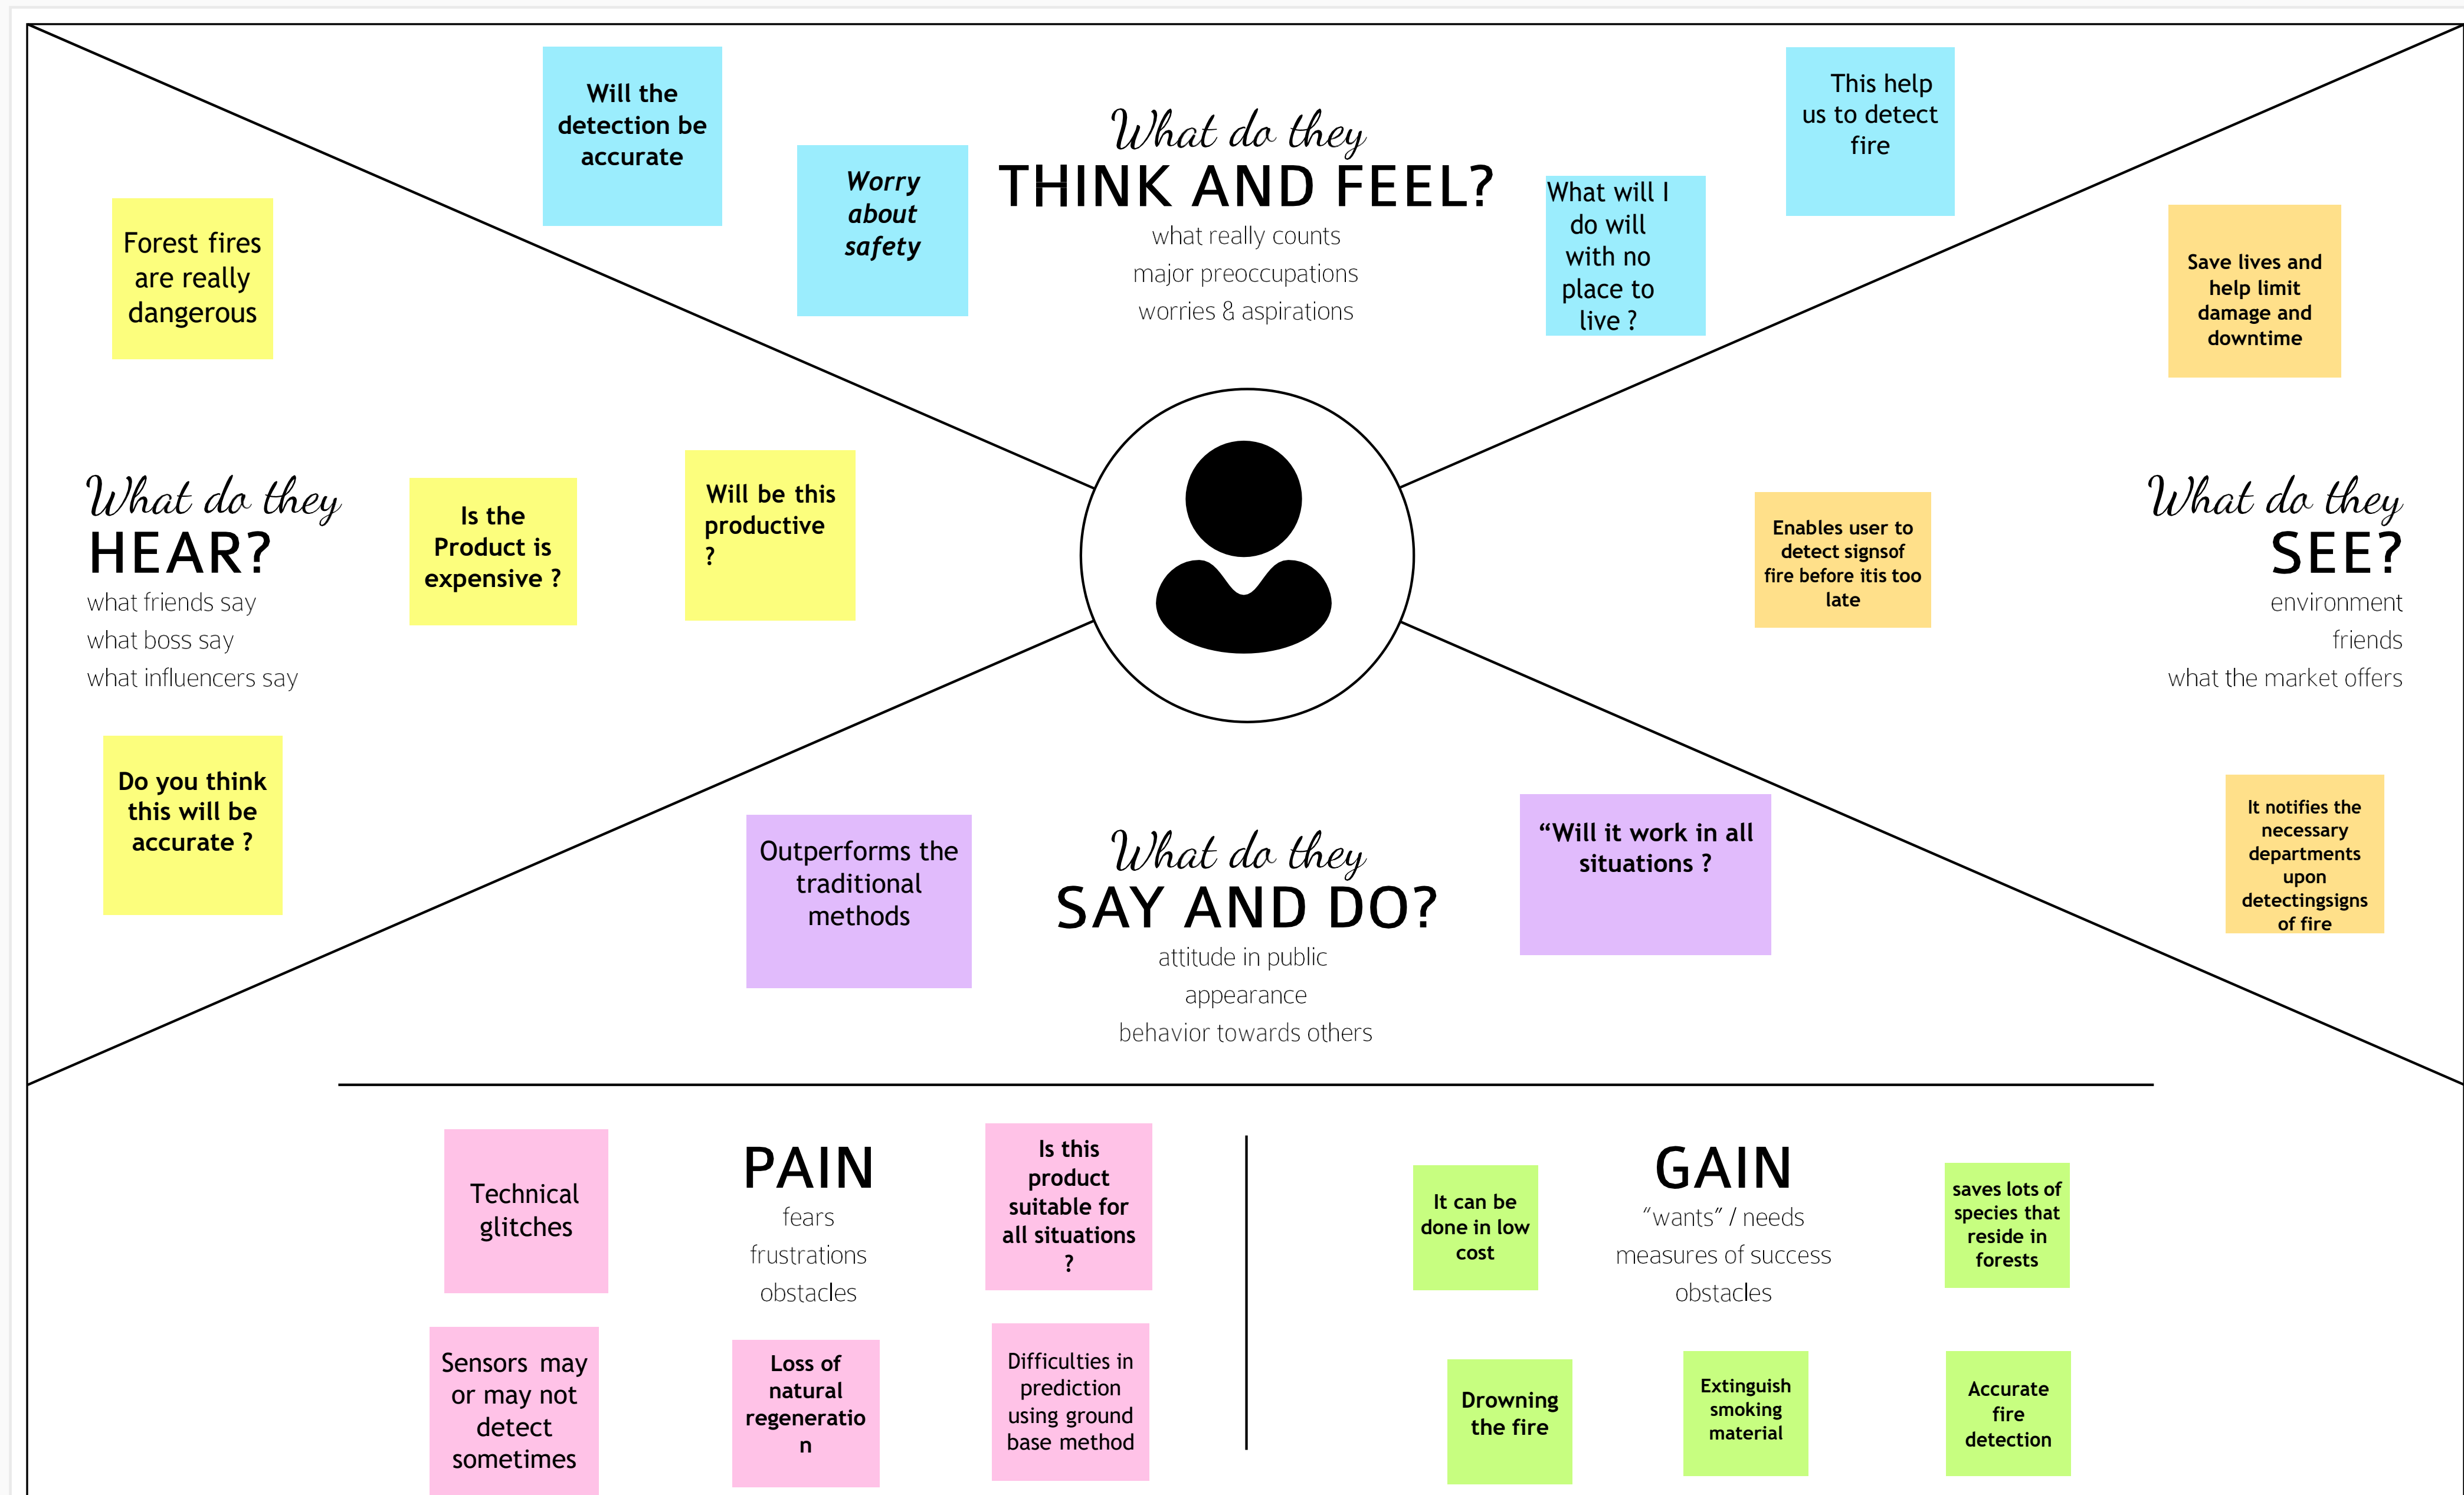 Will the
detection be
accurate
Worry
about
safety
What do they
THINK AND FEEL?
what really counts
major preoccupations
worries & aspirations
What will I
do will
with no
place to
live ?
This help
us to detect
fire
Forest fires
are really
dangerous
What do they
HEAR?
what friends say
what boss say
what influencers say
Is the
Product is
expensive ?
Will be this
productive
?
Do you think
this will be
accurate ?
Save lives and
help limit
damage and
downtime
Enables user to
detect signsof
fire before itis too
late
What do they
SEE?
environment
friends
what the market offers
It notifies the
necessary
departments
upon
detectingsigns
of fire
Outperforms the
traditional
methods
What do they
SAY AND DO?
attitude in public
appearance
behavior towards others
“Will it work in all
situations ?
Technical
glitches
PAIN
fears
frustrations
obstacles
Is this
product
suitable for
all situations
?
Sensors may
or may not
detect
sometimes
Loss of
natural
regeneratio
n
Difficulties in
prediction
using ground
base method
It can be
done in low
cost
GAIN
“wants” / needs
measures of success
obstacles
saves lots of
species that
reside in
forests
Drowning
the fire
Extinguish
smoking
material
Accurate
fire
detection